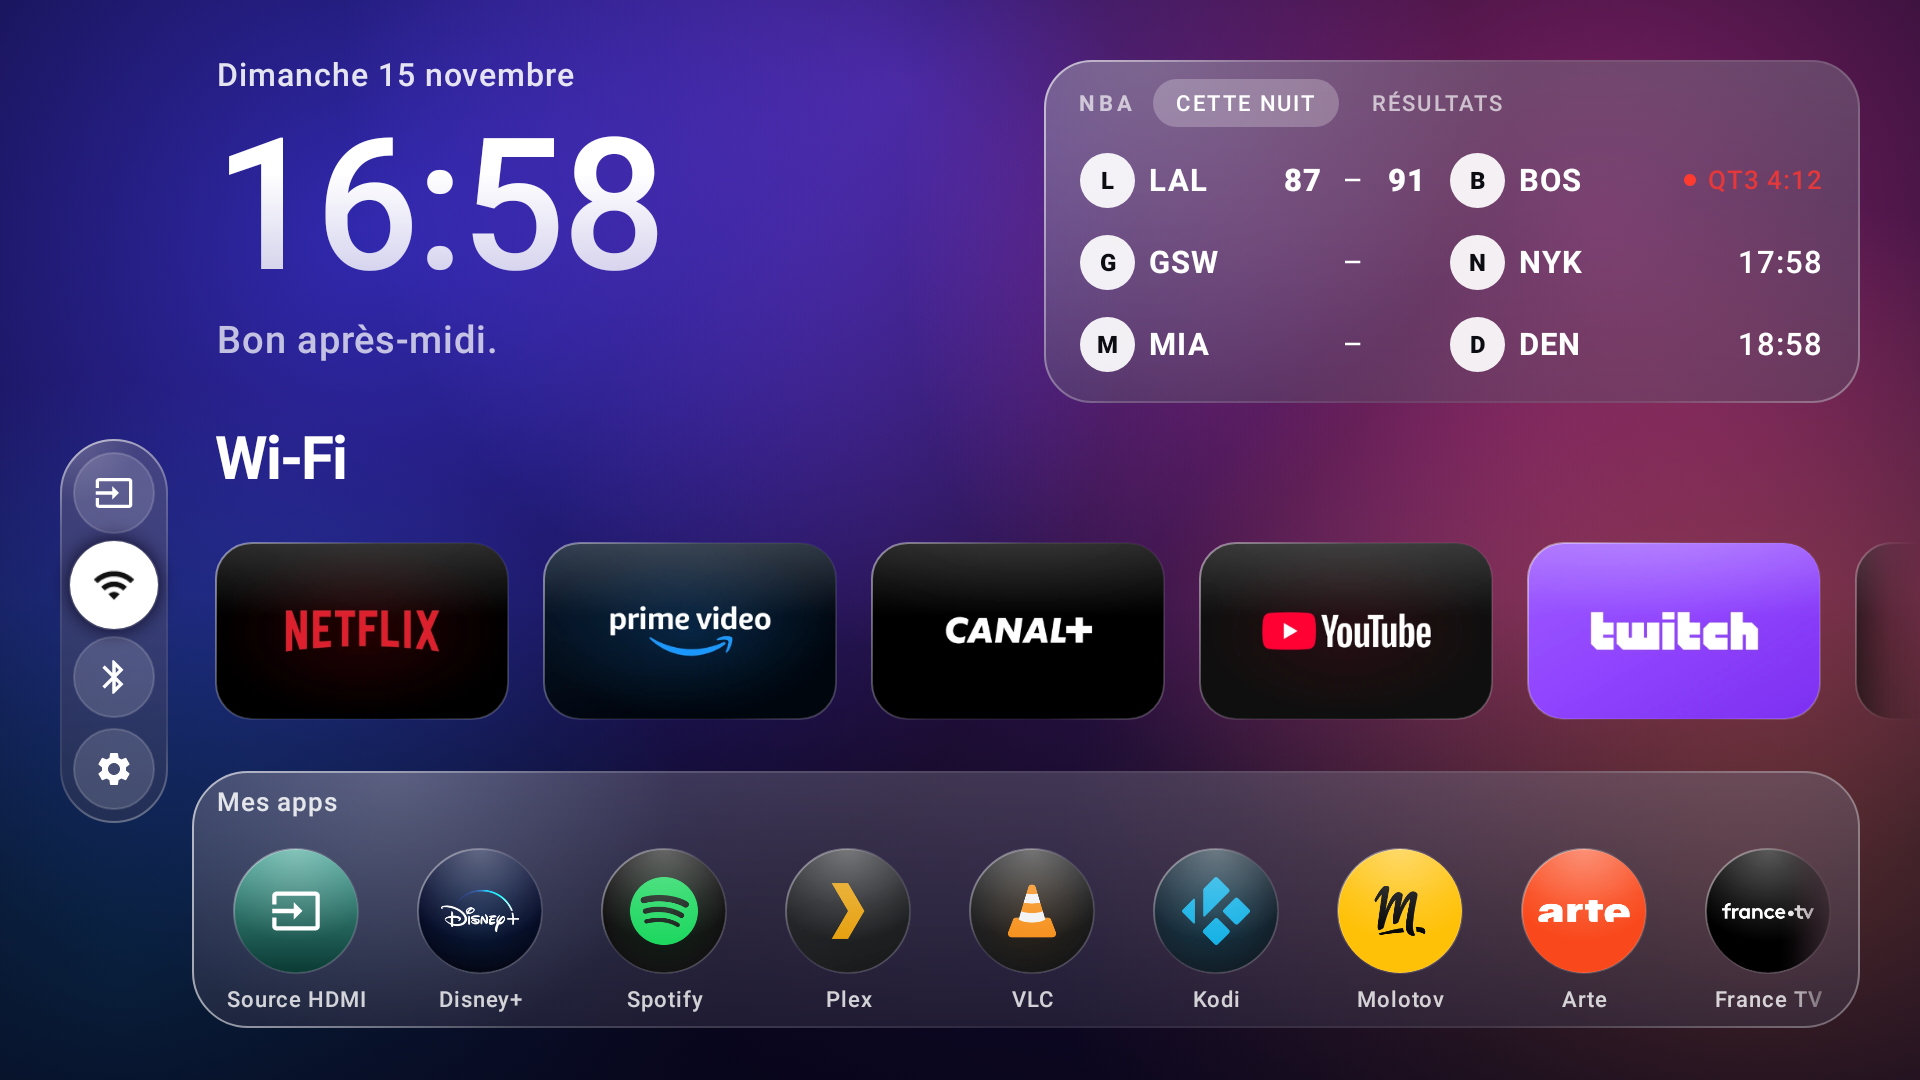 Dimanche 15 novembre
16:58
Bon après-midi.
NBA CETTE NUIT RÉSULTATS
L LAL 87 – 91 B BOS QT3 4:12
G GSW – N NYK 17:58
M MIA – D DEN 18:58
Wi-Fi
NETFLIX prime video CANAL+ YouTube twitch
Mes apps
Disney+ M. arte france•tv
Source HDMI Disney+ Spotify Plex VLC Kodi Molotov Arte France TV